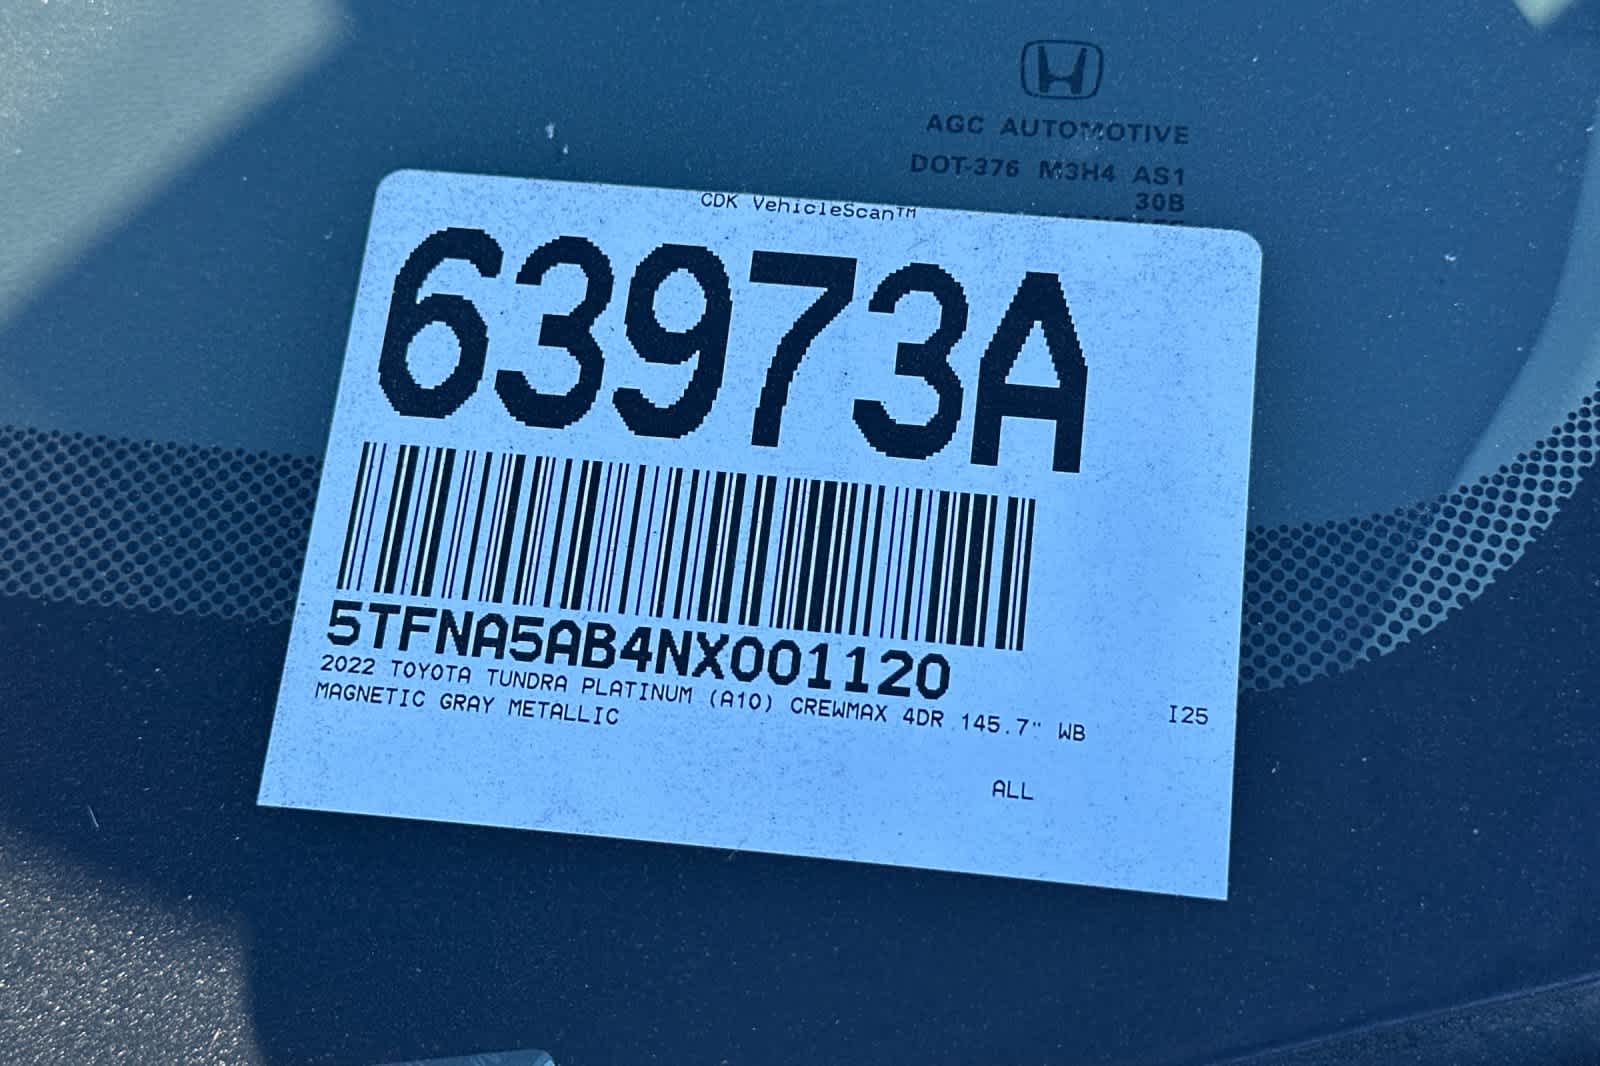 AGC AUTOMOTIVE
DOT-376 M3H4 AS1
30B
CDK VehicleScan™
63973A
5TFNA5AB4NX001120
2022 TOYOTA TUNDRA PLATINUM (A10) CREWMAX 4DR 145.7" WB
I25
MAGNETIC GRAY METALLIC
ALL